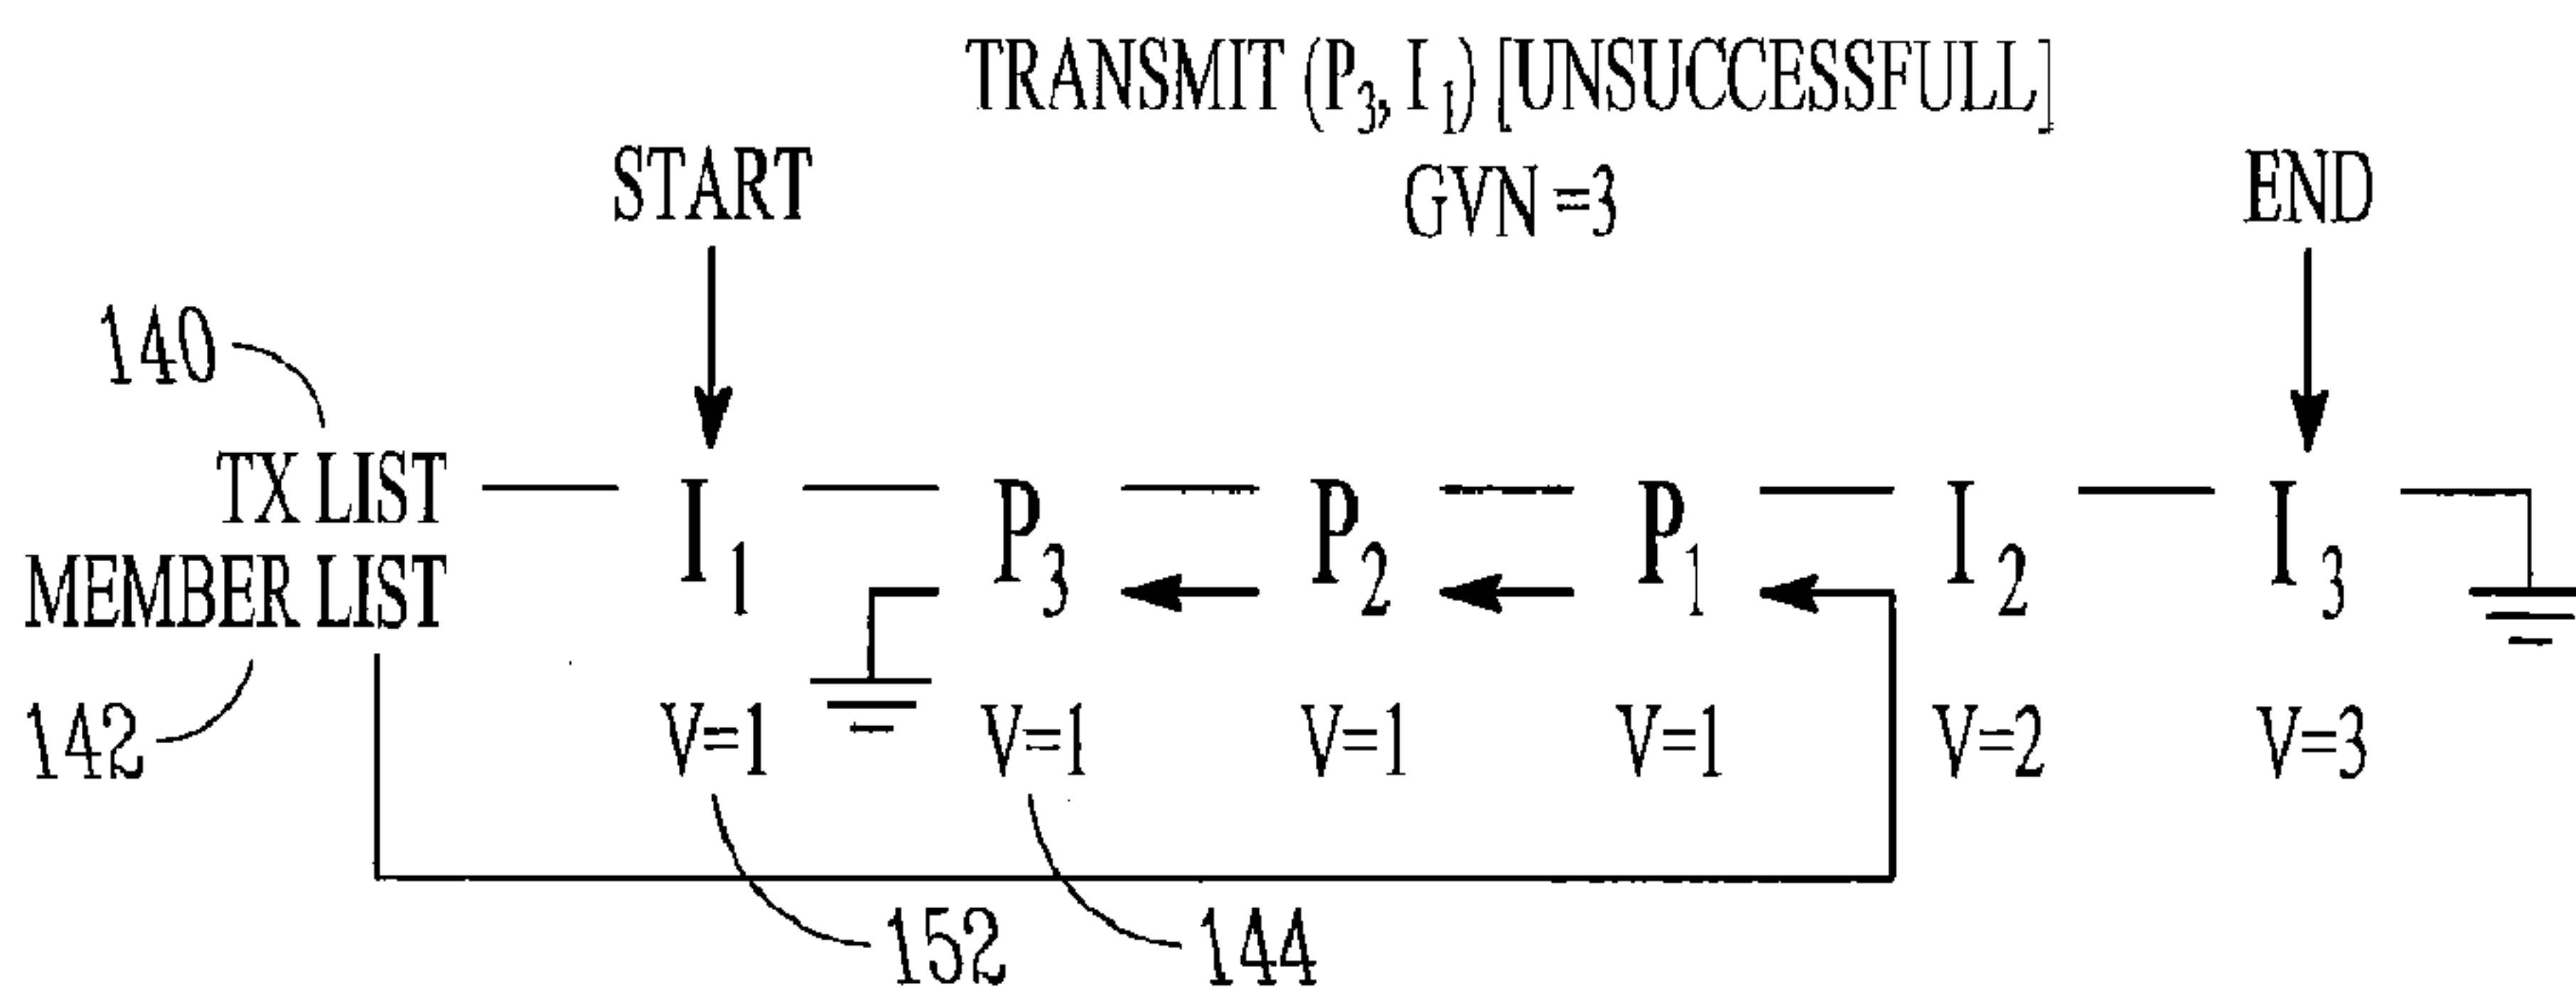 TRANSMIT (P3, I1) [UNSUCCESSFULL]
GVN =3
START
END
140
TX LIST
MEMBER LIST
142
I1 P3 P2 P1 I2 I3
V=1 V=1 V=1 V=1 V=2 V=3
152 144